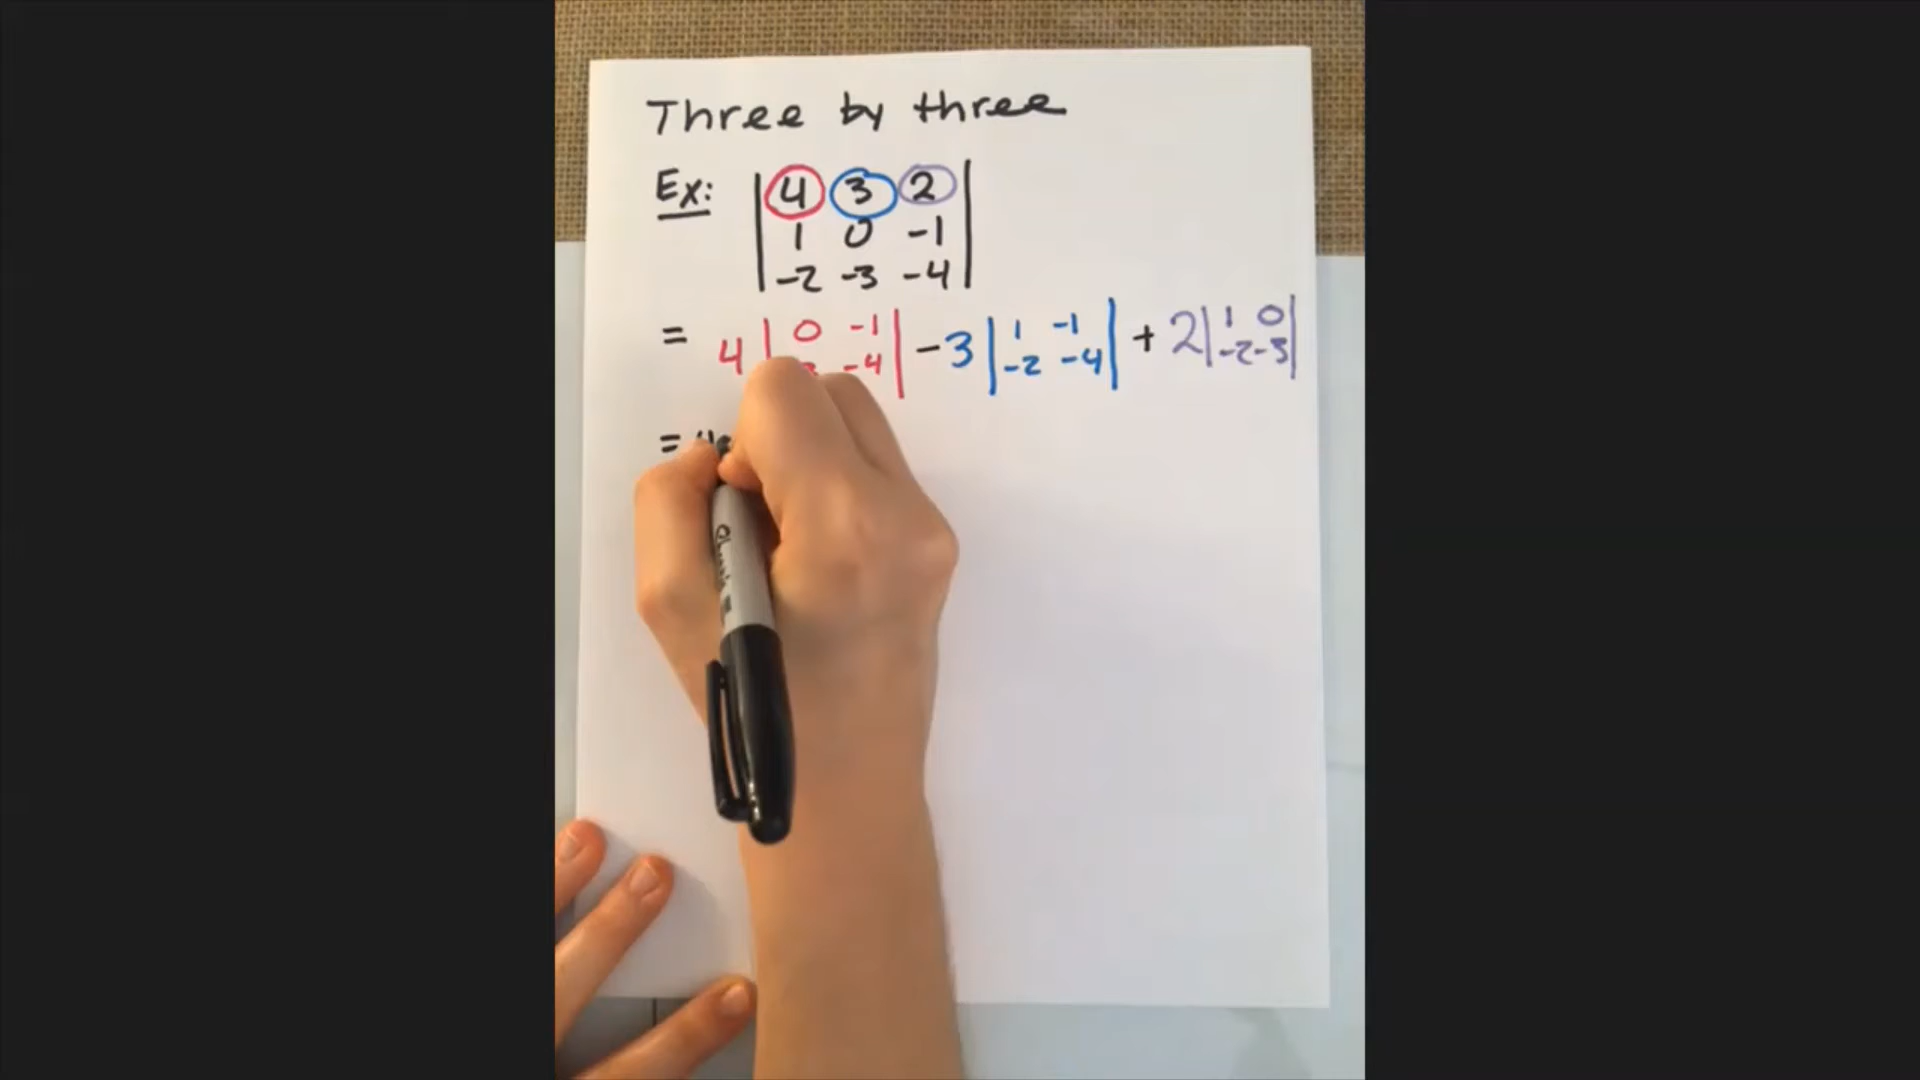 Three by three
Ex: | 4 3 2 |
| 1 0 -1 |
| -2 -3 -4 |
= 4 | 0 -1 | - 3 | 1 -1 | + 2 | 1 0 |
-4 | | -2 -4 | | -2 -3 |
=